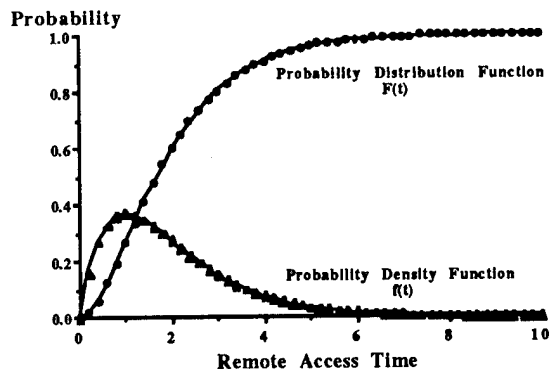 Probability
1.0
Probability Distribution Function
F(t)
0.8
0.6
0.4
0.2
Probability Density Function
f(t)
0.0
0 2 4 6 8 10
Remote Access Time